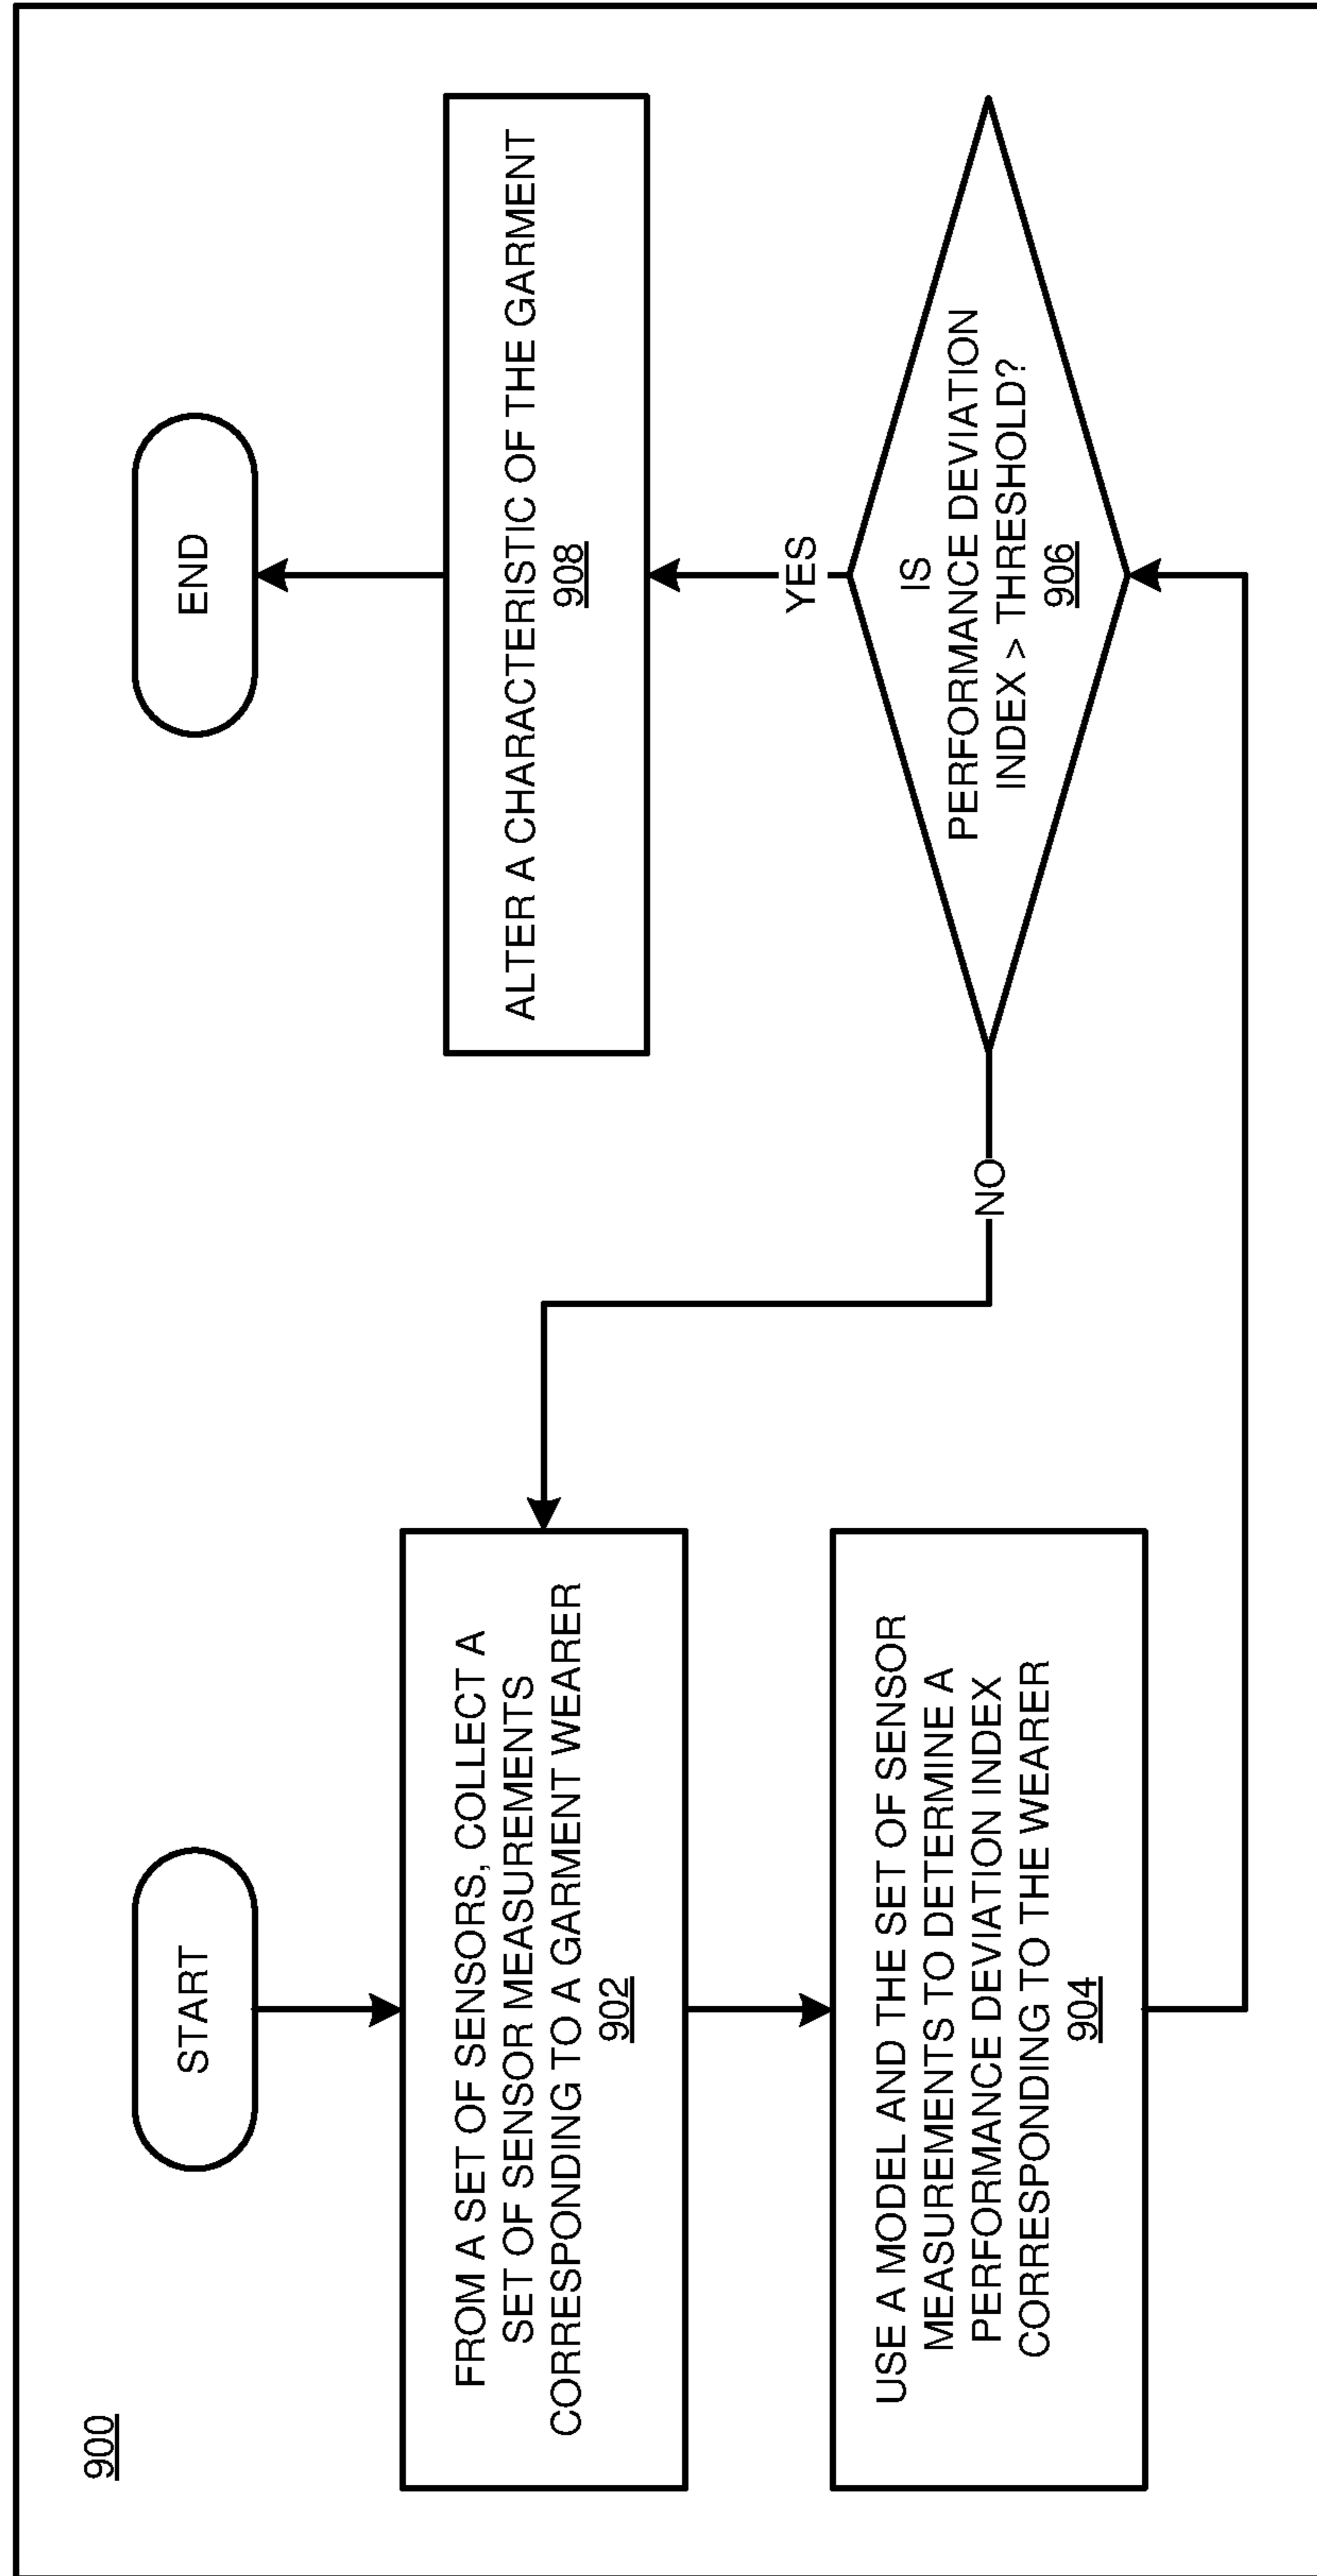 900
START
FROM A SET OF SENSORS, COLLECT A
SET OF SENSOR MEASUREMENTS
CORRESPONDING TO A GARMENT WEARER
902
USE A MODEL AND THE SET OF SENSOR
MEASUREMENTS TO DETERMINE A
PERFORMANCE DEVIATION INDEX
CORRESPONDING TO THE WEARER
904
NO
IS
PERFORMANCE DEVIATION
INDEX > THRESHOLD?
906
YES
ALTER A CHARACTERISTIC OF THE GARMENT
908
END